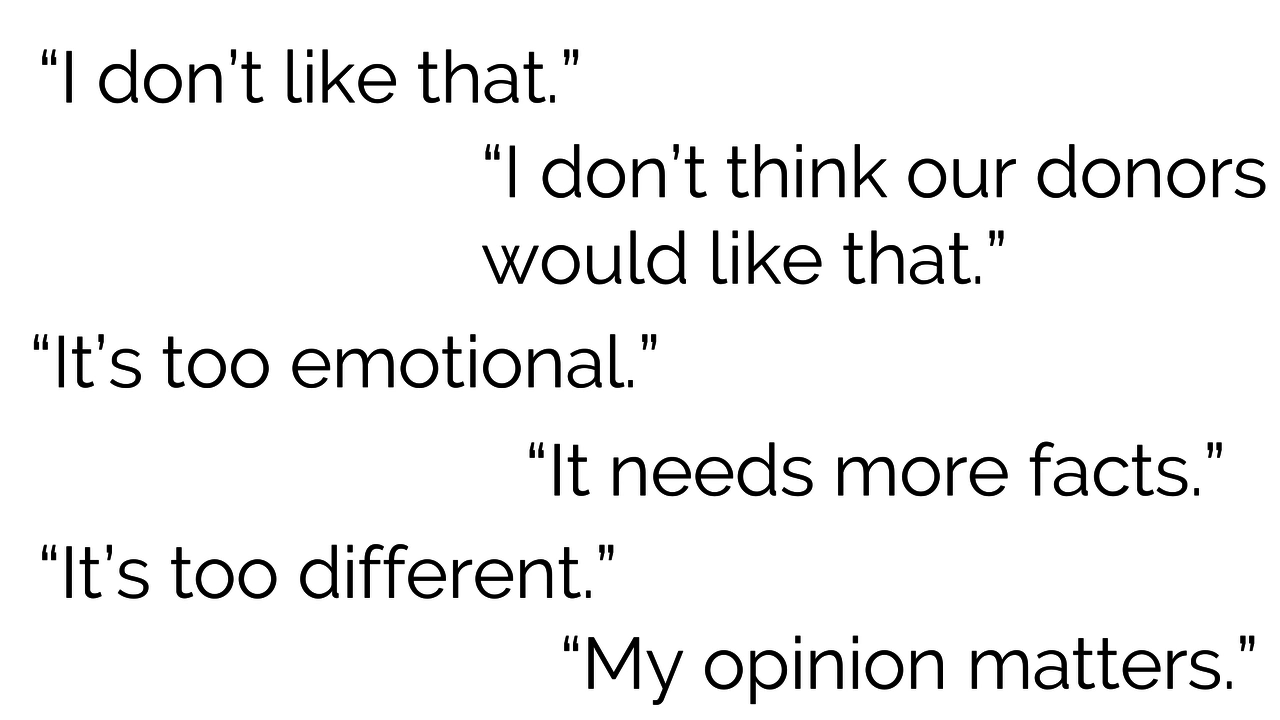 “I don’t like that.”
“I don’t think our donors
would like that.”
“It’s too emotional.”
“It needs more facts.”
“It’s too different.”
“My opinion matters.”